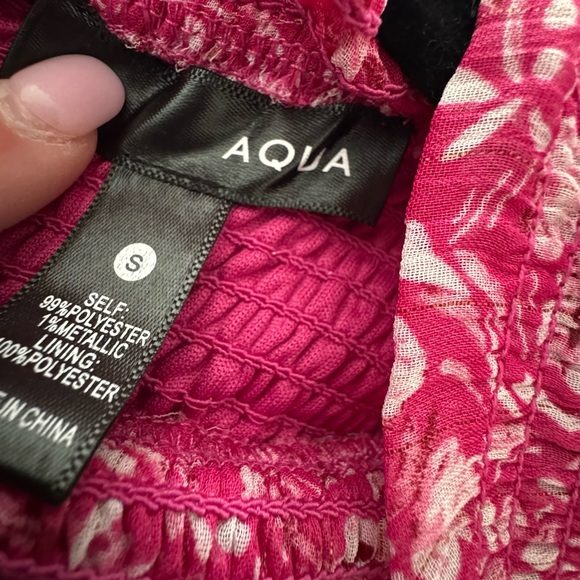 AQUA
S
SELF:
99%POLYESTER
1%METALLIC
LINING:
100%POLYESTER
IN CHINA